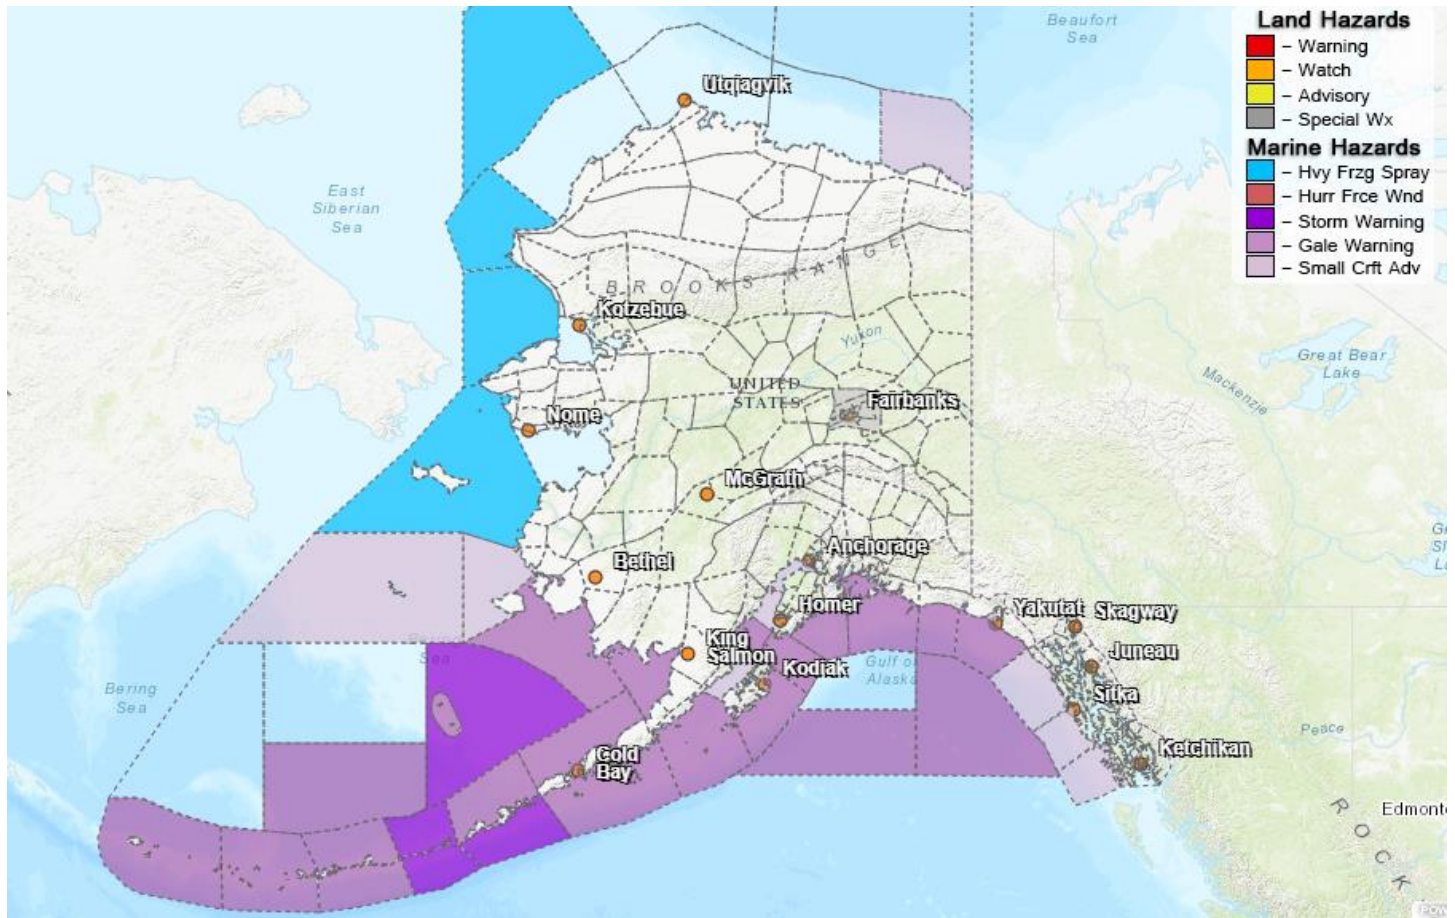 Beaufort
Sea
Land Hazards
– Warning
– Watch
– Advisory
– Special Wx
Marine Hazards
– Hvy Frzg Spray
– Hurr Frce Wnd
– Storm Warning
– Gale Warning
– Small Crft Adv
Utqiagvik
East
Siberian
Sea
BROOKS RANGE
Kotzebue
Yukon
Great Bear
Lake
Mackenzie
UNITED
STATES
Fairbanks
Nome
McGrath
Anchorage
Bethel
Homer
Yakutat
Skagway
King
Salmon
Kodiak
Juneau
Gulf of
Alaska
Sea
Bering
Sea
Sitka
Peace
Cold
Bay
Ketchikan
Edmont
ROCK